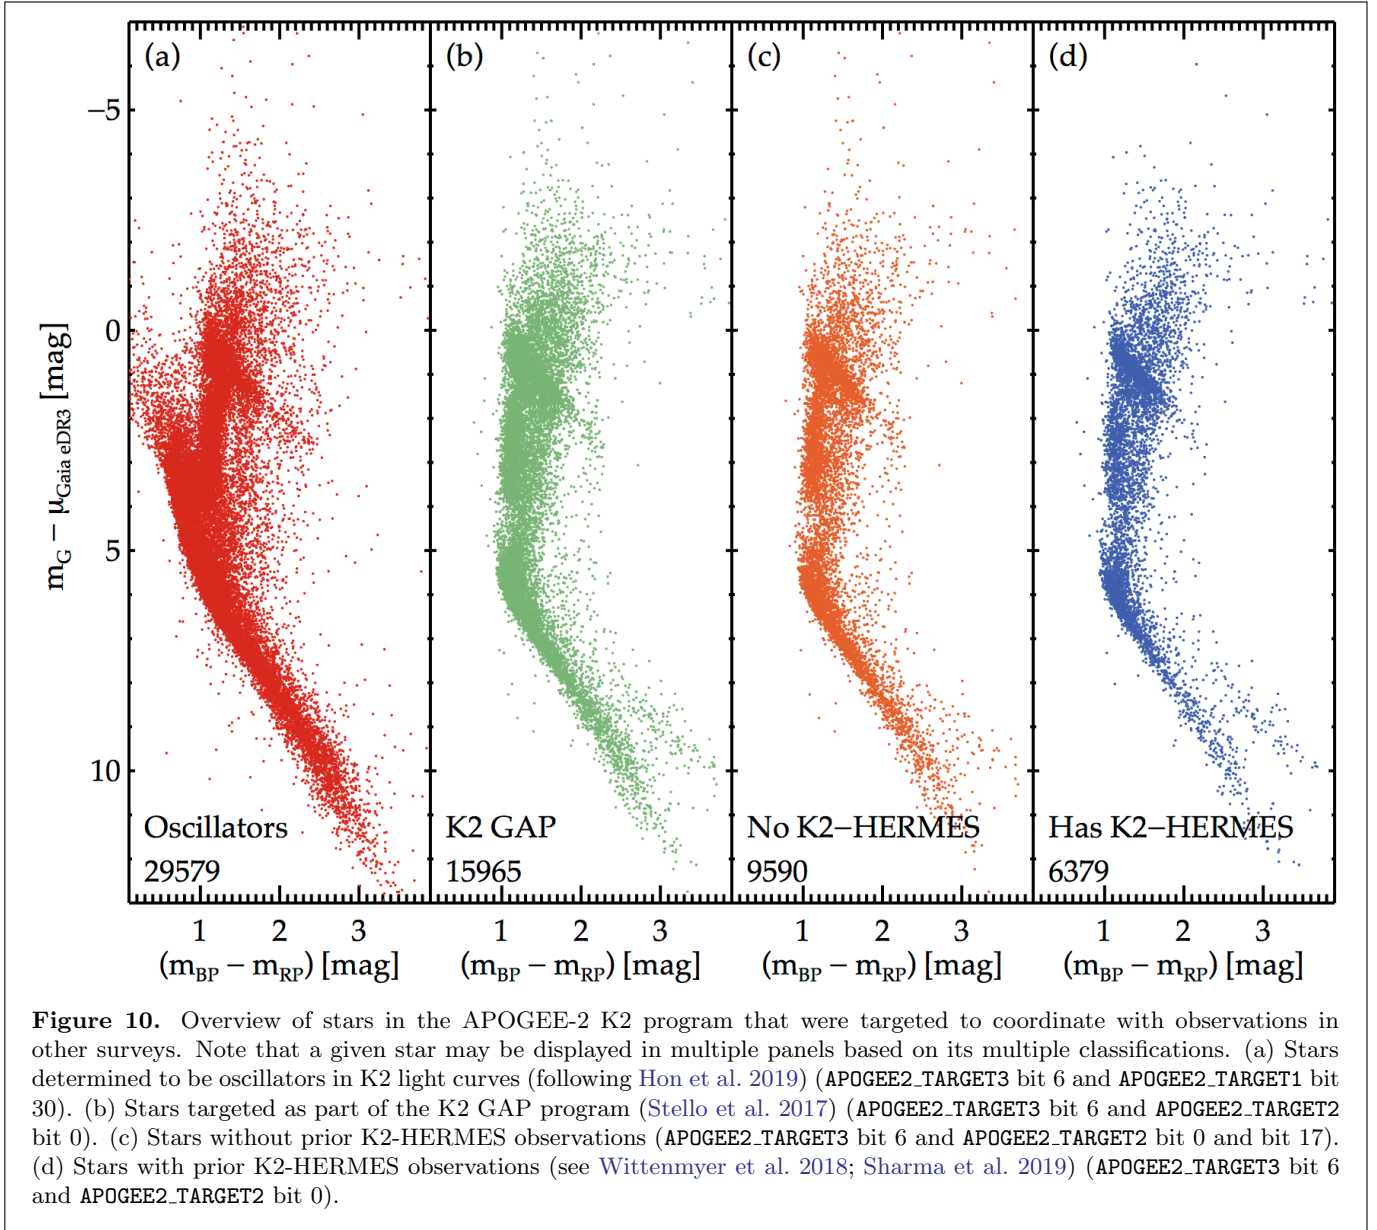 (a)
(b)
(c)
(d)
−5
0
5
10
m_G − μ_Gaia eDR3 [mag]
Oscillators
29579
K2 GAP
15965
No K2−HERMES
9590
Has K2−HERMES
6379
1 2 3
1 2 3
1 2 3
1 2 3
(m_BP − m_RP) [mag]
(m_BP − m_RP) [mag]
(m_BP − m_RP) [mag]
(m_BP − m_RP) [mag]
Figure 10. Overview of stars in the APOGEE-2 K2 program that were targeted to coordinate with observations in
other surveys. Note that a given star may be displayed in multiple panels based on its multiple classifications. (a) Stars
determined to be oscillators in K2 light curves (following Hon et al. 2019) (APOGEE2_TARGET3 bit 6 and APOGEE2_TARGET1 bit
30). (b) Stars targeted as part of the K2 GAP program (Stello et al. 2017) (APOGEE2_TARGET3 bit 6 and APOGEE2_TARGET2
bit 0). (c) Stars without prior K2-HERMES observations (APOGEE2_TARGET3 bit 6 and APOGEE2_TARGET2 bit 0 and bit 17).
(d) Stars with prior K2-HERMES observations (see Wittenmyer et al. 2018; Sharma et al. 2019) (APOGEE2_TARGET3 bit 6
and APOGEE2_TARGET2 bit 0).